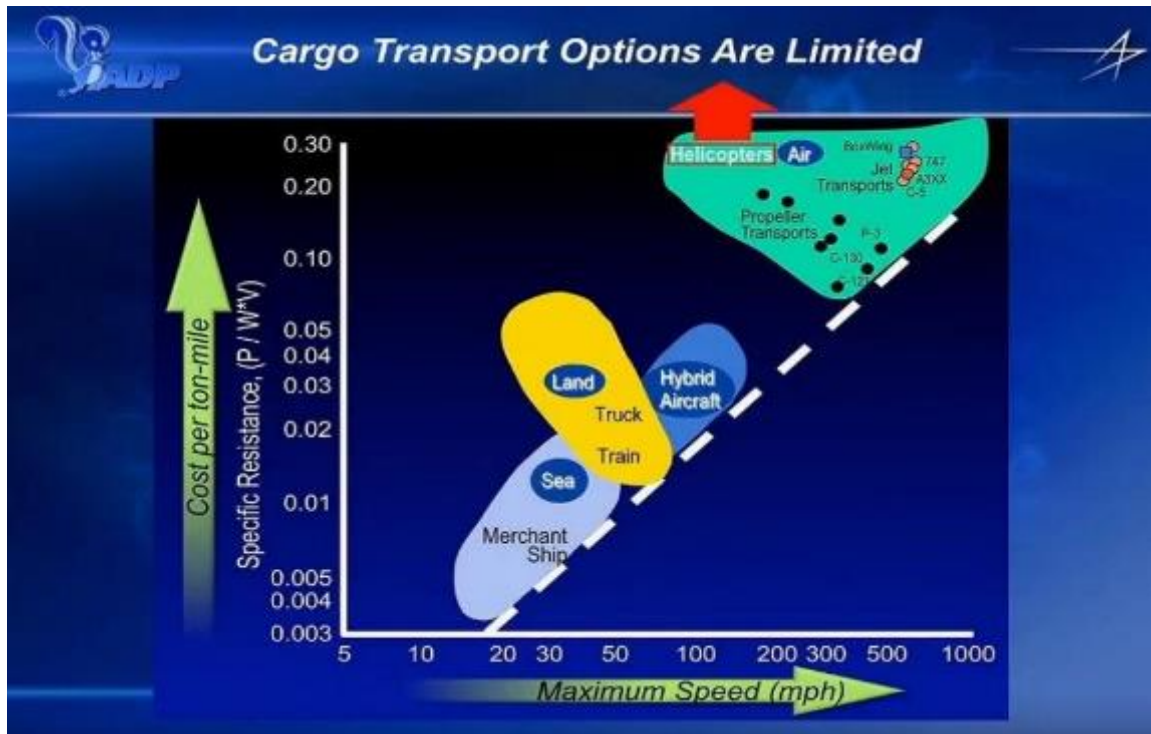 Cargo Transport Options Are Limited
ADP
Cost per ton-mile
Specific Resistance, (P / W*V)
0.30
0.20
0.10
0.05
0.04
0.03
0.02
0.01
0.005
0.004
0.003
Helicopters
Air
BoxWing
747
Jet
Transports
A3XX
C-5
Propeller
Transports
P-3
C-130
C-121
Land
Truck
Train
Hybrid
Aircraft
Sea
Merchant
Ship
5 10 20 30 50 100 200 300 500 1000
Maximum Speed (mph)